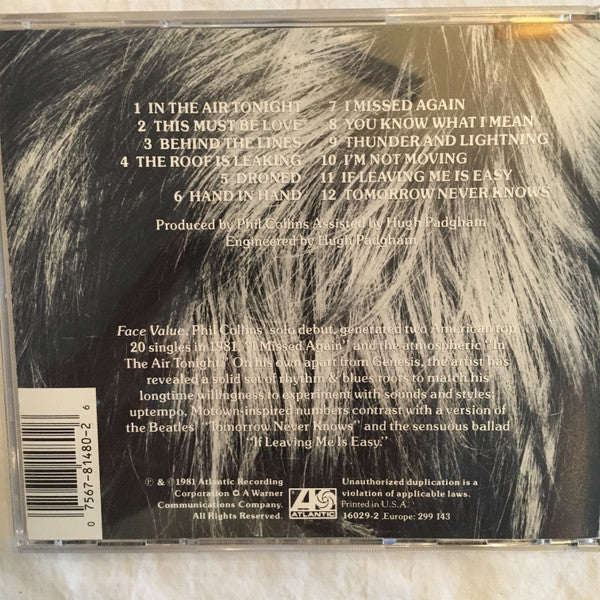 1 IN THE AIR TONIGHT
2 THIS MUST BE LOVE
3 BEHIND THE LINES
4 THE ROOF IS LEAKING
5 DRONED
6 HAND IN HAND
7 I MISSED AGAIN
8 YOU KNOW WHAT I MEAN
9 THUNDER AND LIGHTNING
10 I'M NOT MOVING
11 IF LEAVING ME IS EASY
12 TOMORROW NEVER KNOWS
Produced by Phil Collins Assisted by Hugh Padgham
Engineered by Hugh Padgham
Face Value, Phil Collins' solo debut, generated two American top
20 singles in 1981, "I Missed Again" and the atmospheric "In
The Air Tonight." On his own apart from Genesis, the artist has
revealed a solid set of rhythm & blues roots to match his
longtime willingness to experiment with sounds and styles,
uptempo, Motown-inspired numbers contrast with a version of
the Beatles' "Tomorrow Never Knows" and the sensuous ballad
"If Leaving Me Is Easy."
0 7567-81480-2 6
℗ & © 1981 Atlantic Recording
Corporation A Warner
Communications Company.
All Rights Reserved.
ATLANTIC
Unauthorized duplication is a
violation of applicable laws.
Printed in U.S.A.
16029-2 Europe: 299 143